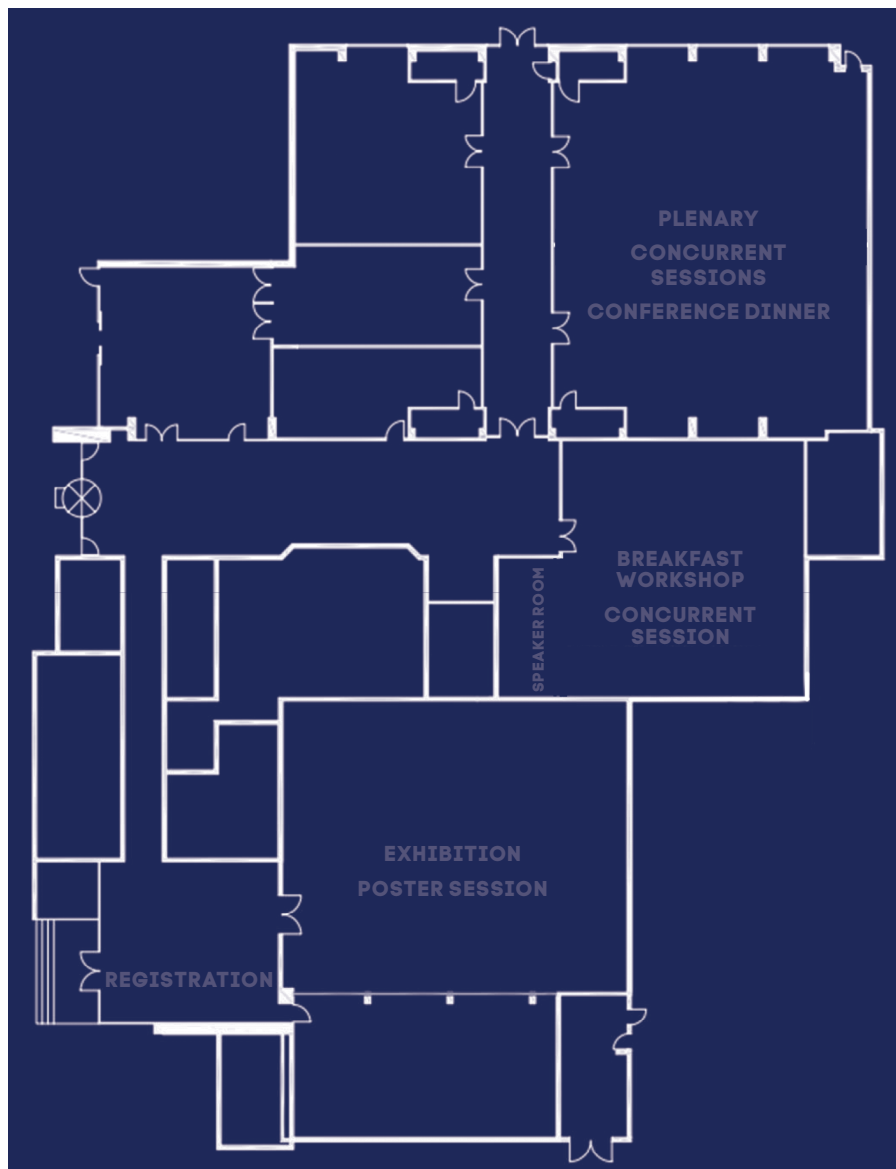 PLENARY
CONCURRENT
SESSIONS
CONFERENCE DINNER
BREAKFAST
WORKSHOP
CONCURRENT
SESSION
SPEAKER ROOM
EXHIBITION
POSTER SESSION
REGISTRATION